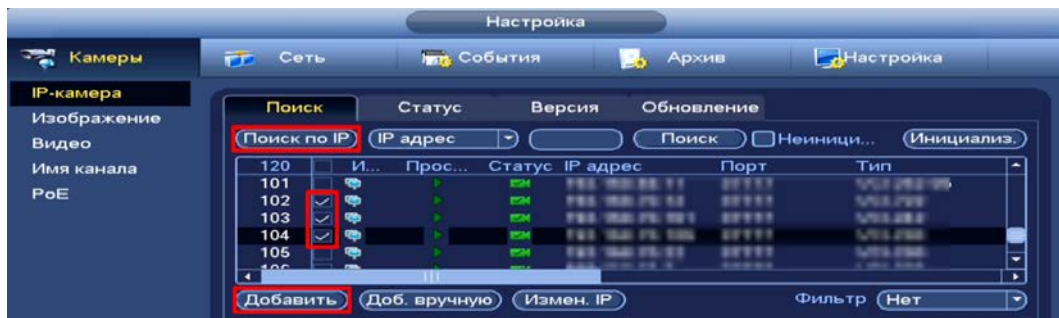 Настройка
Камеры Сеть События Архив Настройка
IP-камера
Изображение
Видео
Имя канала
PoE
Поиск Статус Версия Обновление
Поиск по IP IP адрес Поиск Неиници... Инициализ.
120 И... Прос... Статус IP адрес Порт Тип
101
102
103
104
105
Добавить Доб. вручную Измен. IP Фильтр Нет